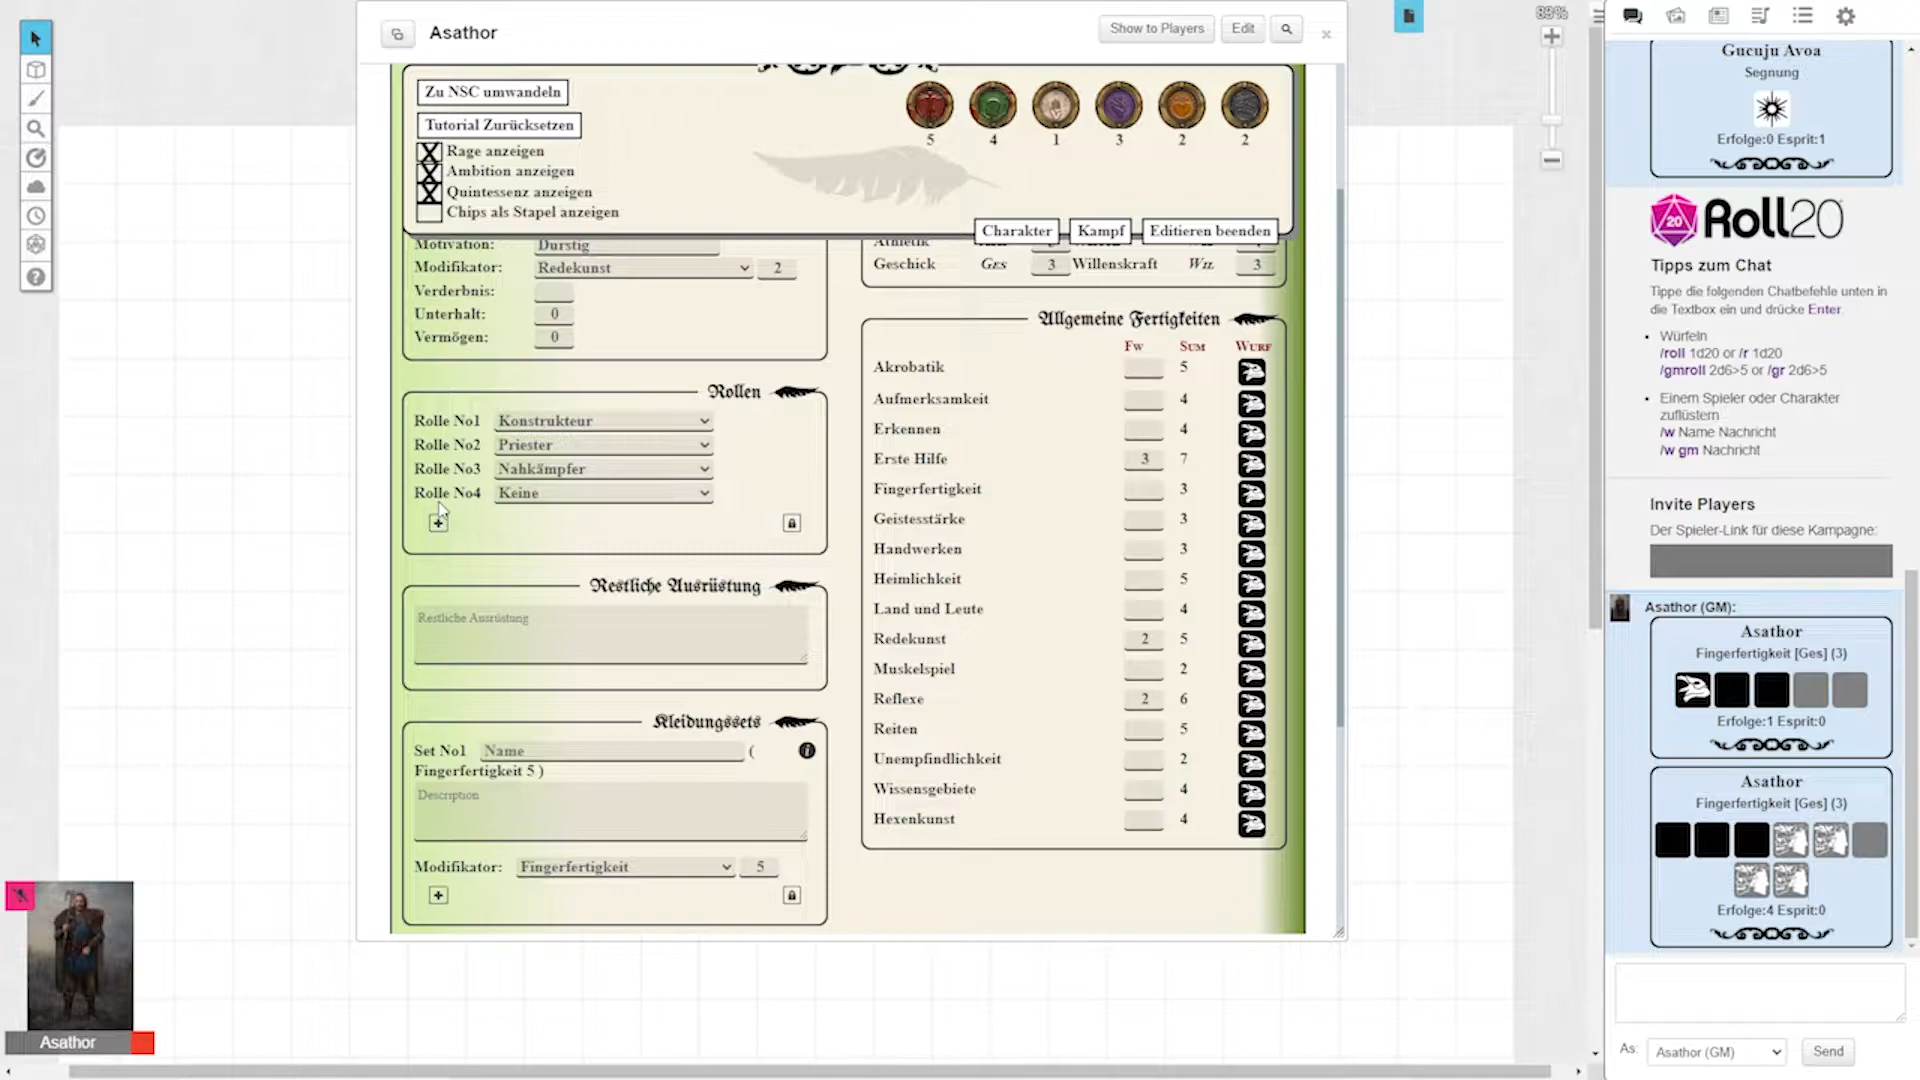 Asathor
Show to Players
Edit
Zu NSC umwandeln
Tutorial Zurücksetzen
Rage anzeigen
Ambition anzeigen
Quintessenz anzeigen
Chips als Stapel anzeigen
5 4 1 3 2 2
Charakter
Kampf
Editieren beenden
Motivation: Durstig
Modifikator: Redekunst 2
Verderbnis:
Unterhalt: 0
Vermögen: 0
Rollen
Rolle No1 Konstrukteur
Rolle No2 Priester
Rolle No3 Nahkämpfer
Rolle No4 Keine
+
Restliche Ausrüstung
Restliche Ausrüstung
Kleidungssets
Set No1 Name (
Fingerfertigkeit 5 )
Description
Modifikator: Fingerfertigkeit 5
+
Athletik
Geschick Ges 3 Willenskraft Wil 3
Allgemeine Fertigkeiten
Fw Sum Wurf
Akrobatik 5
Aufmerksamkeit 4
Erkennen 4
Erste Hilfe 3 7
Fingerfertigkeit 3
Geistesstärke 3
Handwerken 3
Heimlichkeit 5
Land und Leute 4
Redekunst 2 5
Muskelspiel 2
Reflexe 2 6
Reiten 5
Unempfindlichkeit 2
Wissensgebiete 4
Hexenkunst 4
Asathor
83%
Gucuju Avoa
Segnung
Erfolge:0 Esprit:1
20
Roll20
Tipps zum Chat
Tippe die folgenden Chatbefehle unten in
die Textbox ein und drücke Enter.
Würfeln
/roll 1d20 or /r 1d20
/gmroll 2d6>5 or /gr 2d6>5
Einem Spieler oder Charakter
zuflüstern
/w Name Nachricht
/w gm Nachricht
Invite Players
Der Spieler-Link für diese Kampagne:
Asathor (GM):
Asathor
Fingerfertigkeit [Ges] (3)
Erfolge:1 Esprit:0
Asathor
Fingerfertigkeit [Ges] (3)
Erfolge:4 Esprit:0
As: Asathor (GM)
Send